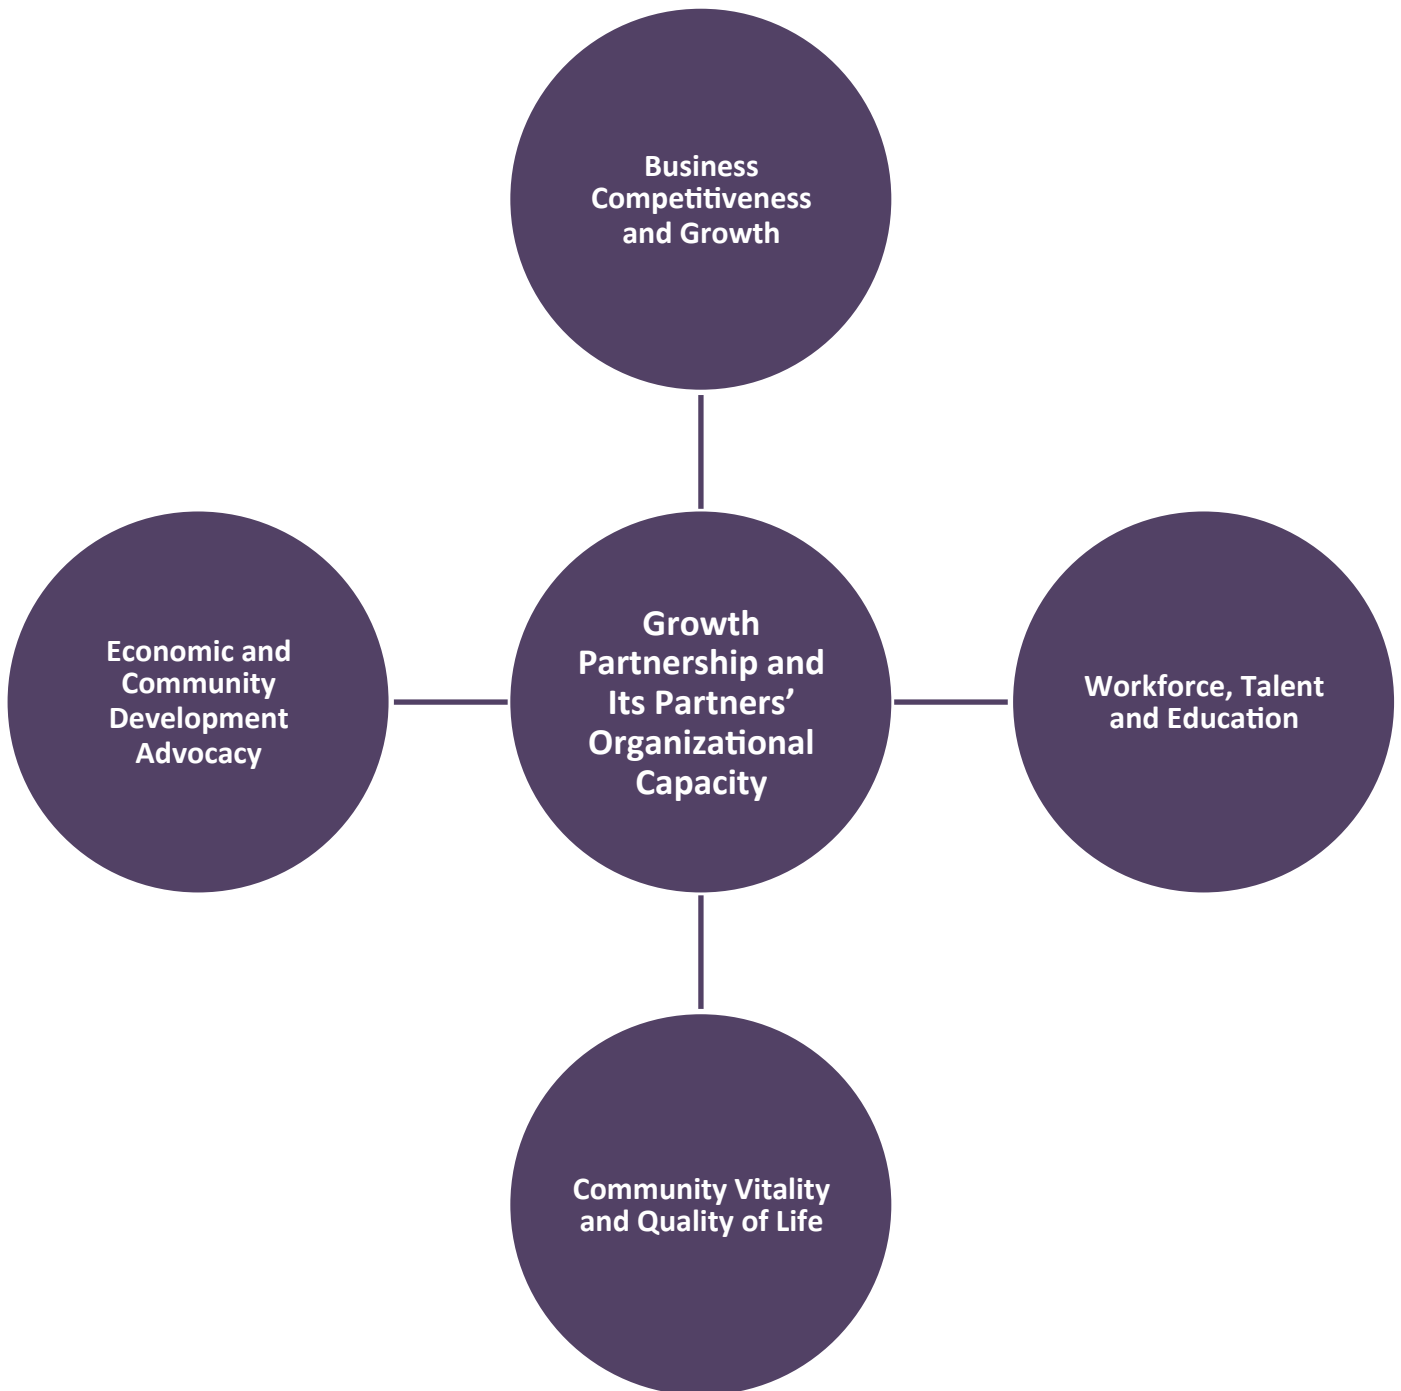 Business
Competitiveness
and Growth
Economic and
Community
Development
Advocacy
Growth
Partnership and
Its Partners’
Organizational
Capacity
Workforce, Talent
and Education
Community Vitality
and Quality of Life